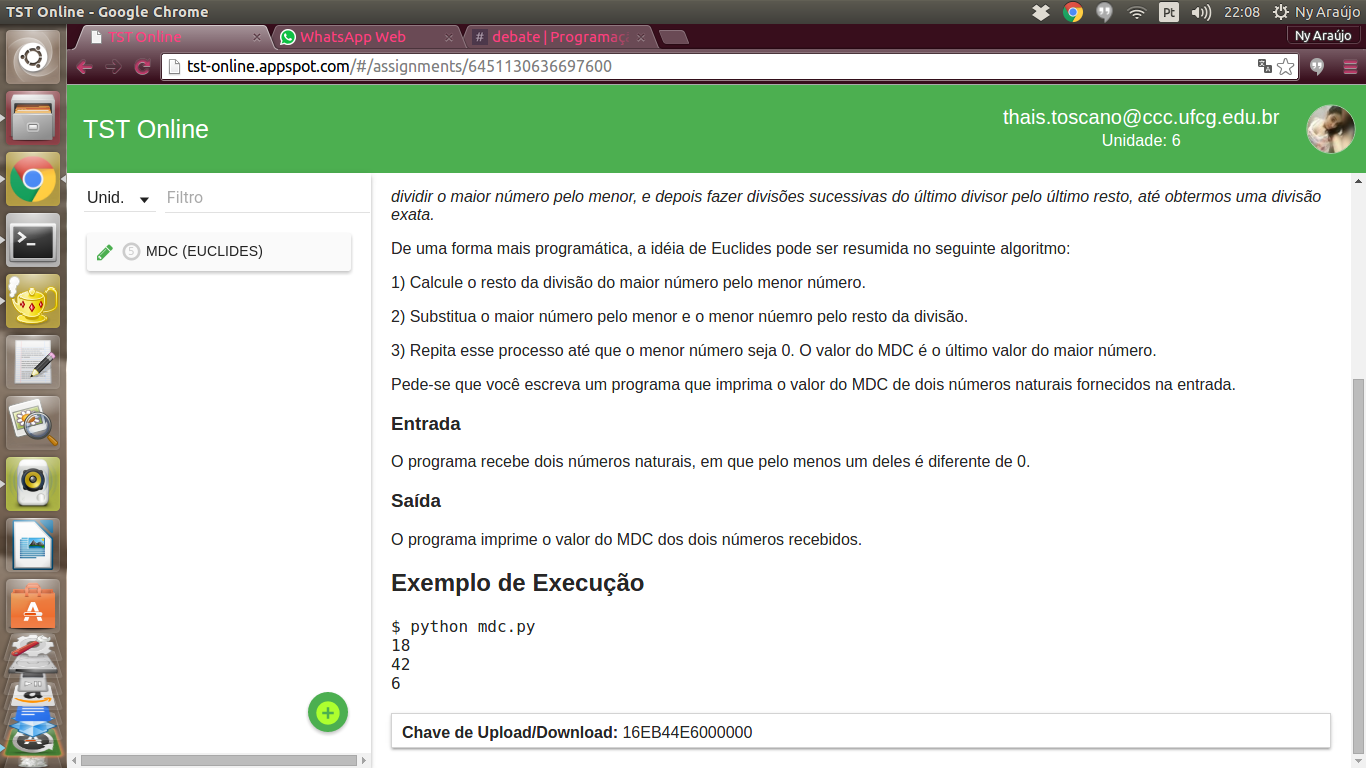 TST Online - Google Chrome
Pt
22:08
Ny Araújo
TST Online
WhatsApp Web
# debate | Programaç
Ny Araújo
tst-online.appspot.com/#/assignments/6451130636697600
TST Online
thais.toscano@ccc.ufcg.edu.br
Unidade: 6
Unid.
Filtro
5 MDC (EUCLIDES)
dividir o maior número pelo menor, e depois fazer divisões sucessivas do último divisor pelo último resto, até obtermos uma divisão
exata.
De uma forma mais programática, a idéia de Euclides pode ser resumida no seguinte algoritmo:
1) Calcule o resto da divisão do maior número pelo menor número.
2) Substitua o maior número pelo menor e o menor núemro pelo resto da divisão.
3) Repita esse processo até que o menor número seja 0. O valor do MDC é o último valor do maior número.
Pede-se que você escreva um programa que imprima o valor do MDC de dois números naturais fornecidos na entrada.
Entrada
O programa recebe dois números naturais, em que pelo menos um deles é diferente de 0.
Saída
O programa imprime o valor do MDC dos dois números recebidos.
Exemplo de Execução
$ python mdc.py
18
42
6
Chave de Upload/Download: 16EB44E6000000